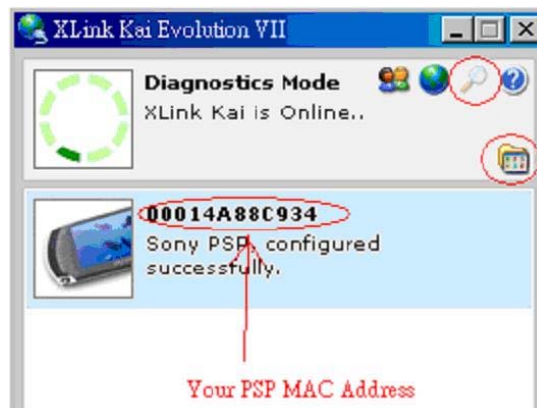 XLink Kai Evolution VII
Diagnostics Mode
XLink Kai is Online..
00014A88C934
Sony PSP, configured
successfully.
Your PSP MAC Address